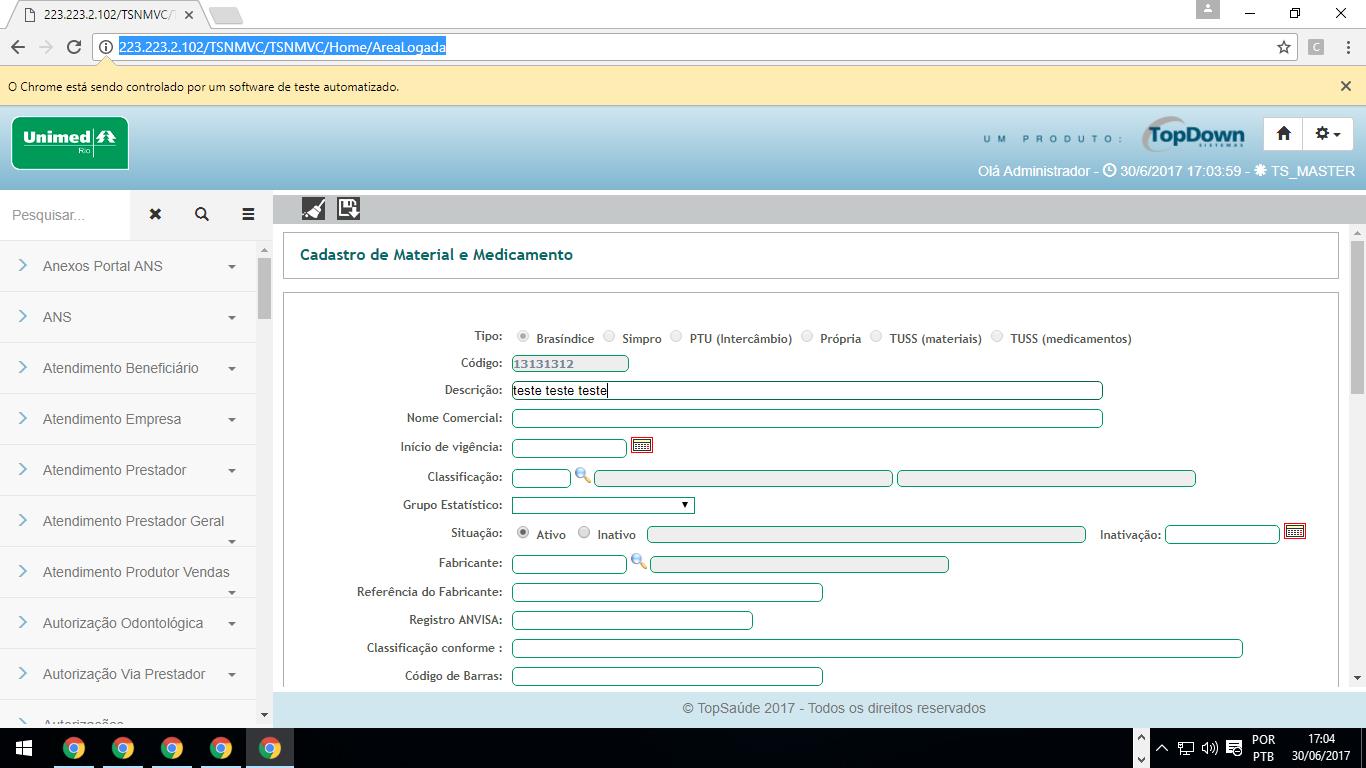 223.223.2.102/TSNMVC/T
223.223.2.102/TSNMVC/TSNMVC/Home/AreaLogada
C
O Chrome está sendo controlado por um software de teste automatizado.
Unimed
Rio
UM PRODUTO:
TopDown
SISTEMAS
Olá Administrador - 30/6/2017 17:03:59 - TS_MASTER
Pesquisar...
Anexos Portal ANS
ANS
Atendimento Beneficiário
Atendimento Empresa
Atendimento Prestador
Atendimento Prestador Geral
Atendimento Produtor Vendas
Autorização Odontológica
Autorização Via Prestador
Autorizações
Cadastro de Material e Medicamento
Tipo: Brasíndice Simpro PTU (Intercâmbio) Própria TUSS (materiais) TUSS (medicamentos)
Código: 13131312
Descrição: teste teste teste
Nome Comercial:
Início de vigência:
Classificação:
Grupo Estatístico:
Situação: Ativo Inativo Inativação:
Fabricante:
Referência do Fabricante:
Registro ANVISA:
Classificação conforme :
Código de Barras:
© TopSaúde 2017 - Todos os direitos reservados
POR
PTB
17:04
30/06/2017